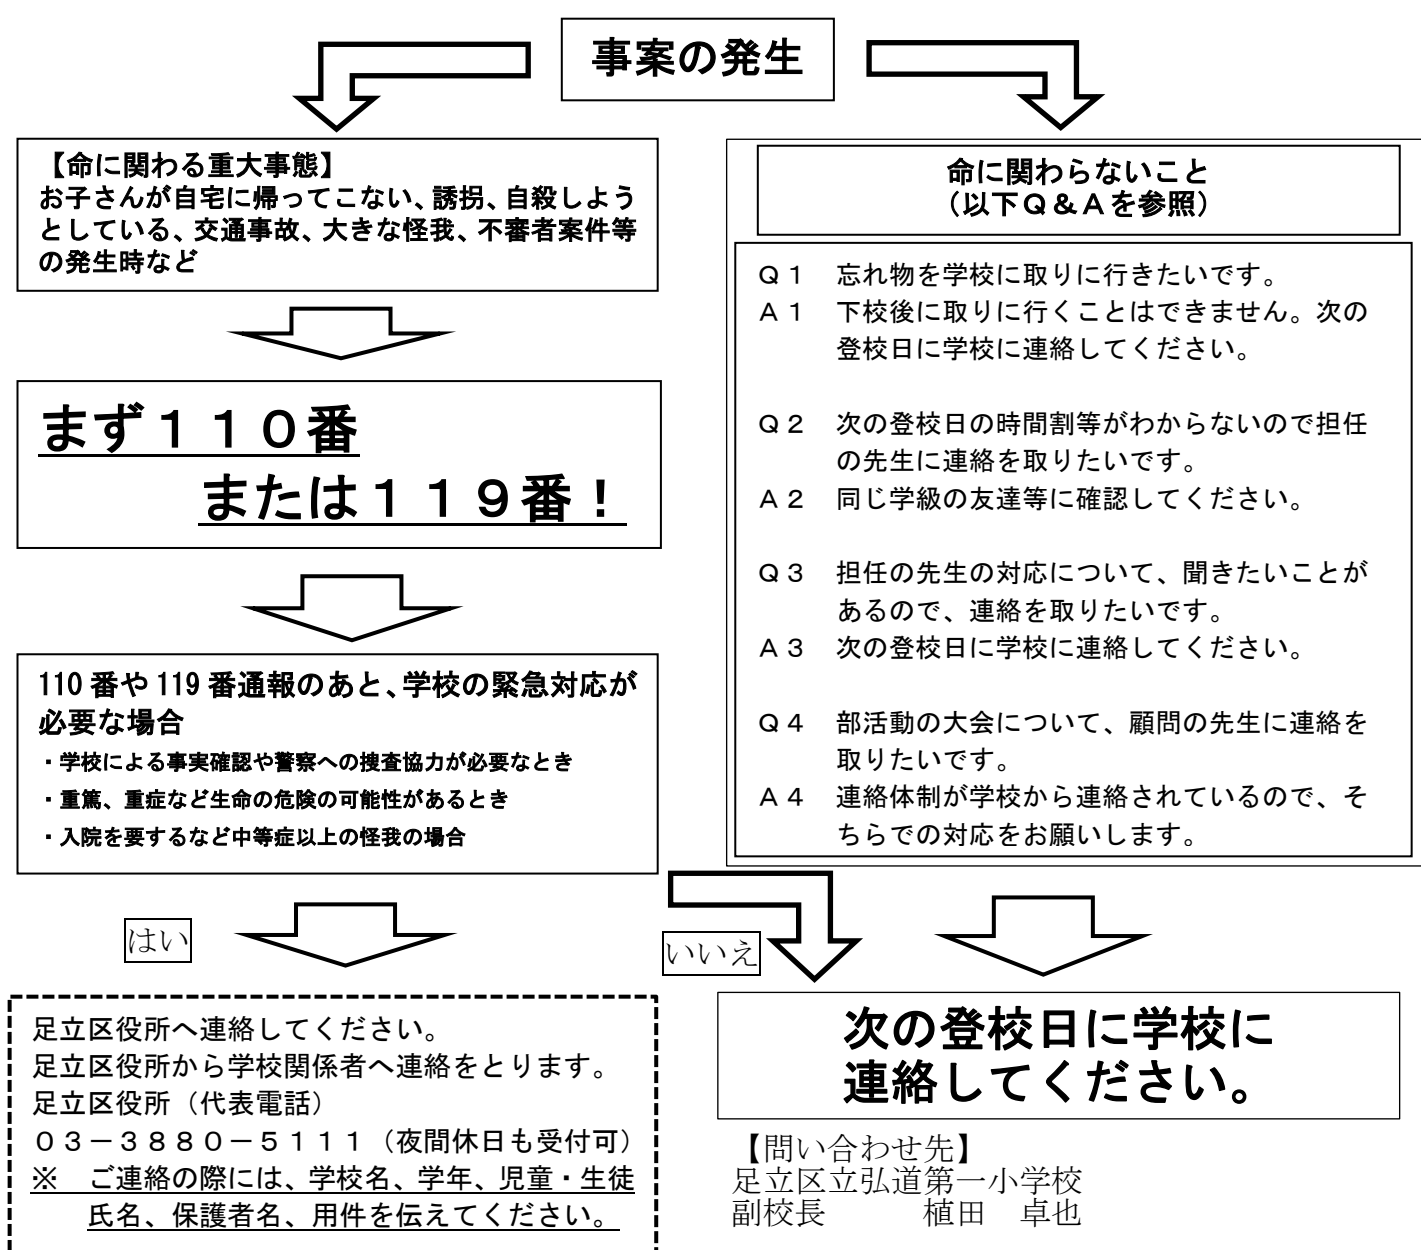 事案の発生
【命に関わる重大事態】
お子さんが自宅に帰ってこない、誘拐、自殺しよう
としている、交通事故、大きな怪我、不審者案件等
の発生時など
まず１１０番
または１１９番！
110番や119番通報のあと、学校の緊急対応が
必要な場合
・学校による事実確認や警察への捜査協力が必要なとき
・重篤、重症など生命の危険の可能性があるとき
・入院を要するなど中等症以上の怪我の場合
はい
いいえ
足立区役所へ連絡してください。
足立区役所から学校関係者へ連絡をとります。
足立区役所（代表電話）
０３－３８８０－５１１１（夜間休日も受付可）
※　ご連絡の際には、学校名、学年、児童・生徒
氏名、保護者名、用件を伝えてください。
命に関わらないこと
（以下Ｑ＆Ａを参照）
Ｑ１　忘れ物を学校に取りに行きたいです。
Ａ１　下校後に取りに行くことはできません。次の
登校日に学校に連絡してください。
Ｑ２　次の登校日の時間割等がわからないので担任
の先生に連絡を取りたいです。
Ａ２　同じ学級の友達等に確認してください。
Ｑ３　担任の先生の対応について、聞きたいことが
あるので、連絡を取りたいです。
Ａ３　次の登校日に学校に連絡してください。
Ｑ４　部活動の大会について、顧問の先生に連絡を
取りたいです。
Ａ４　連絡体制が学校から連絡されているので、そ
ちらでの対応をお願いします。
次の登校日に学校に
連絡してください。
【問い合わせ先】
足立区立弘道第一小学校
副校長　　　植田　卓也